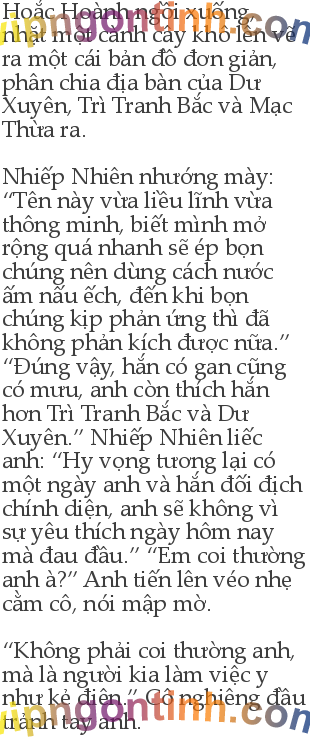 Hoắc Hoành ngồi xuống
nhặt một cành cây khô lên vẽ
ra một cái bản đồ đơn giản,
phân chia địa bàn của Dư
Xuyên, Trì Tranh Bắc và Mạc
Thừa ra.

Nhiếp Nhiên nhướng mày:
“Tên này vừa liều lĩnh vừa
thông minh, biết mình mở
rộng quá nhanh sẽ ép bọn
chúng nên dùng cách nước
ấm nấu ếch, đến khi bọn
chúng kịp phản ứng thì đã
không phản kích được nữa.”
“Đúng vậy, hắn có gan cũng
có mưu, anh còn thích hắn
hơn Trì Tranh Bắc và Dư
Xuyên.” Nhiếp Nhiên liếc
anh: “Hy vọng tương lại có
một ngày anh và hắn đối địch
chính diện, anh sẽ không vì
sự yêu thích ngày hôm nay
mà đau đầu.” “Em coi thường
anh à?” Anh tiến lên véo nhẹ
cằm cô, nói mập mờ.

“Không phải coi thường anh,
mà là người kia làm việc y
như kẻ điên.” Cô nghiêng đầu
tránh tay anh.
vipngontinh.com
vipngontinh.com